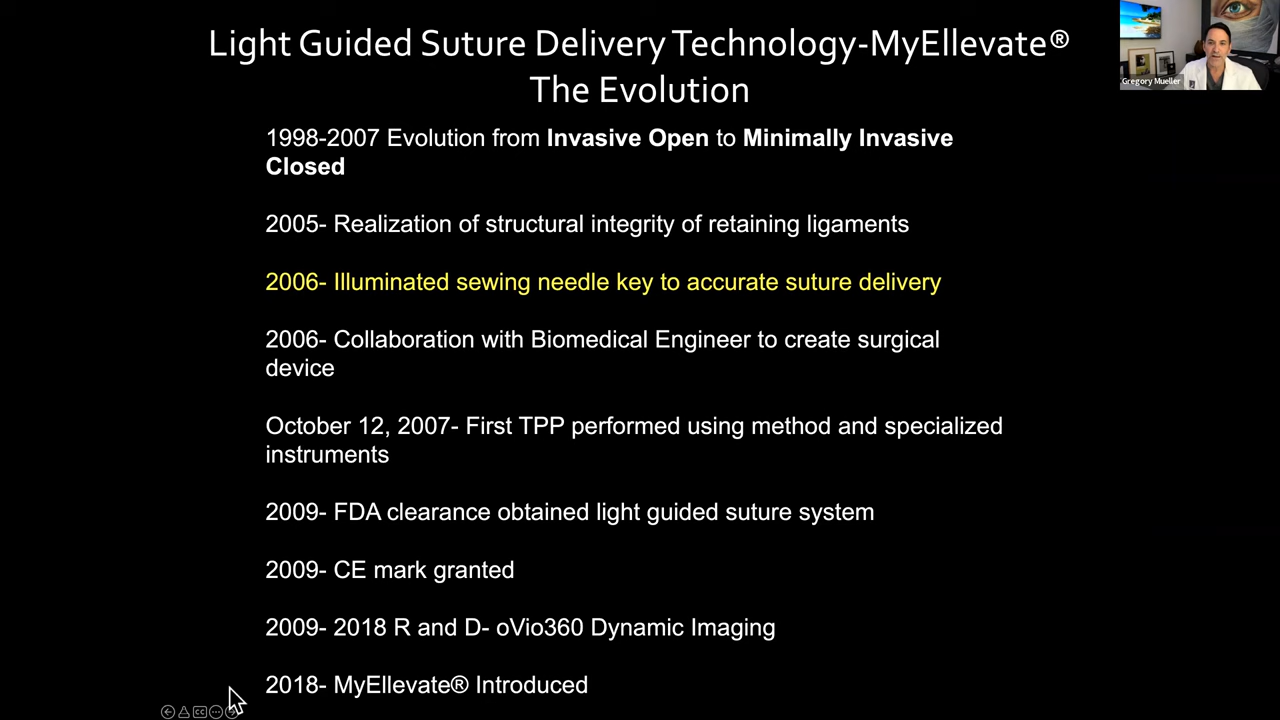 Light Guided Suture Delivery Technology-MyEllevate®
The Evolution
Gregory Mueller
1998-2007 Evolution from Invasive Open to Minimally Invasive
Closed
2005- Realization of structural integrity of retaining ligaments
2006- Illuminated sewing needle key to accurate suture delivery
2006- Collaboration with Biomedical Engineer to create surgical
device
October 12, 2007- First TPP performed using method and specialized
instruments
2009- FDA clearance obtained light guided suture system
2009- CE mark granted
2009- 2018 R and D- oVio360 Dynamic Imaging
2018- MyEllevate® Introduced
CC